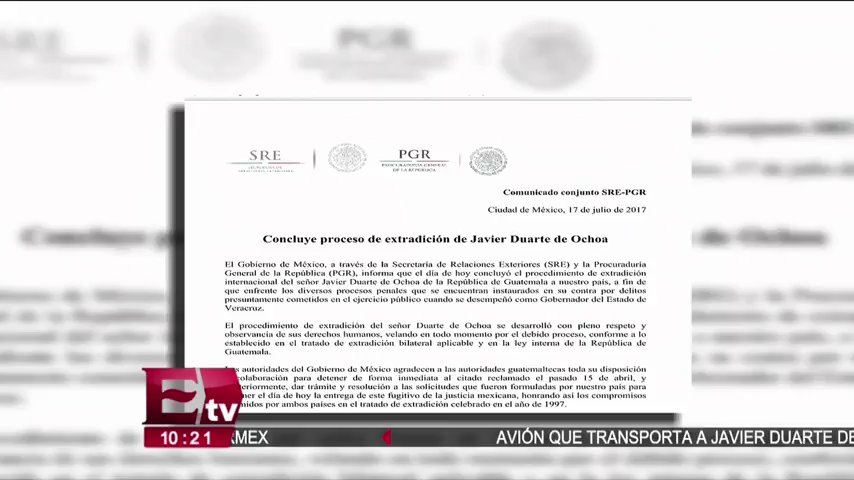 SRE
PGR
PROCURADURÍA GENERAL
DE LA REPÚBLICA
Comunicado conjunto SRE-PGR
Ciudad de México, 17 de julio de 2017
Concluye proceso de extradición de Javier Duarte de Ochoa
El Gobierno de México, a través de la Secretaria de Relaciones Exteriores (SRE) y la Procuraduría
General de la República (PGR), informa que el día de hoy concluyó el procedimiento de extradición
internacional del señor Javier Duarte de Ochoa de la República de Guatemala a nuestro país, a fin de
que enfrente los diversos procesos penales que se encuentran instaurados en su contra por delitos
presuntamente cometidos en el ejercicio público cuando se desempeñó como Gobernador del Estado de
Veracruz.
El procedimiento de extradición del señor Duarte de Ochoa se desarrolló con pleno respeto y
observancia de sus derechos humanos, velando en todo momento por el debido proceso, conforme a lo
establecido en el tratado de extradición bilateral aplicable y en la ley interna de la República de
Guatemala.
autoridades del Gobierno de México agradecen a las autoridades guatemaltecas toda su disposición
colaboración para detener de forma inmediata al citado reclamado el pasado 15 de abril, y
dar trámite y resolución a las solicitudes que fueron formuladas por nuestro país para
el día de hoy la entrega de este fugitivo de la justicia mexicana, honrando así los compromisos
por ambos países en el tratado de extradición celebrado en el año de 1997.
E tv
10:21 RMEX AVIÓN QUE TRANSPORTA A JAVIER DUARTE DE